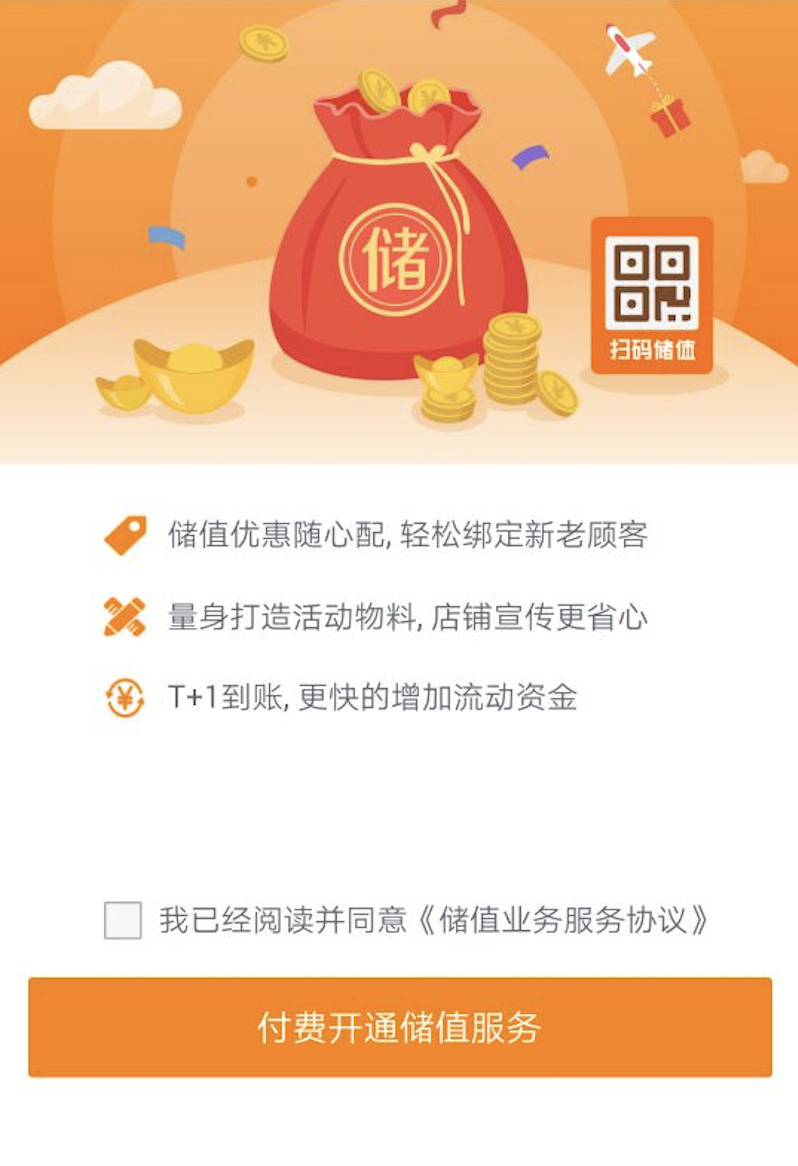 储
扫码储值
储值优惠随心配, 轻松绑定新老顾客
量身打造活动物料, 店铺宣传更省心
T+1到账, 更快的增加流动资金
我已经阅读并同意《储值业务服务协议》
付费开通储值服务